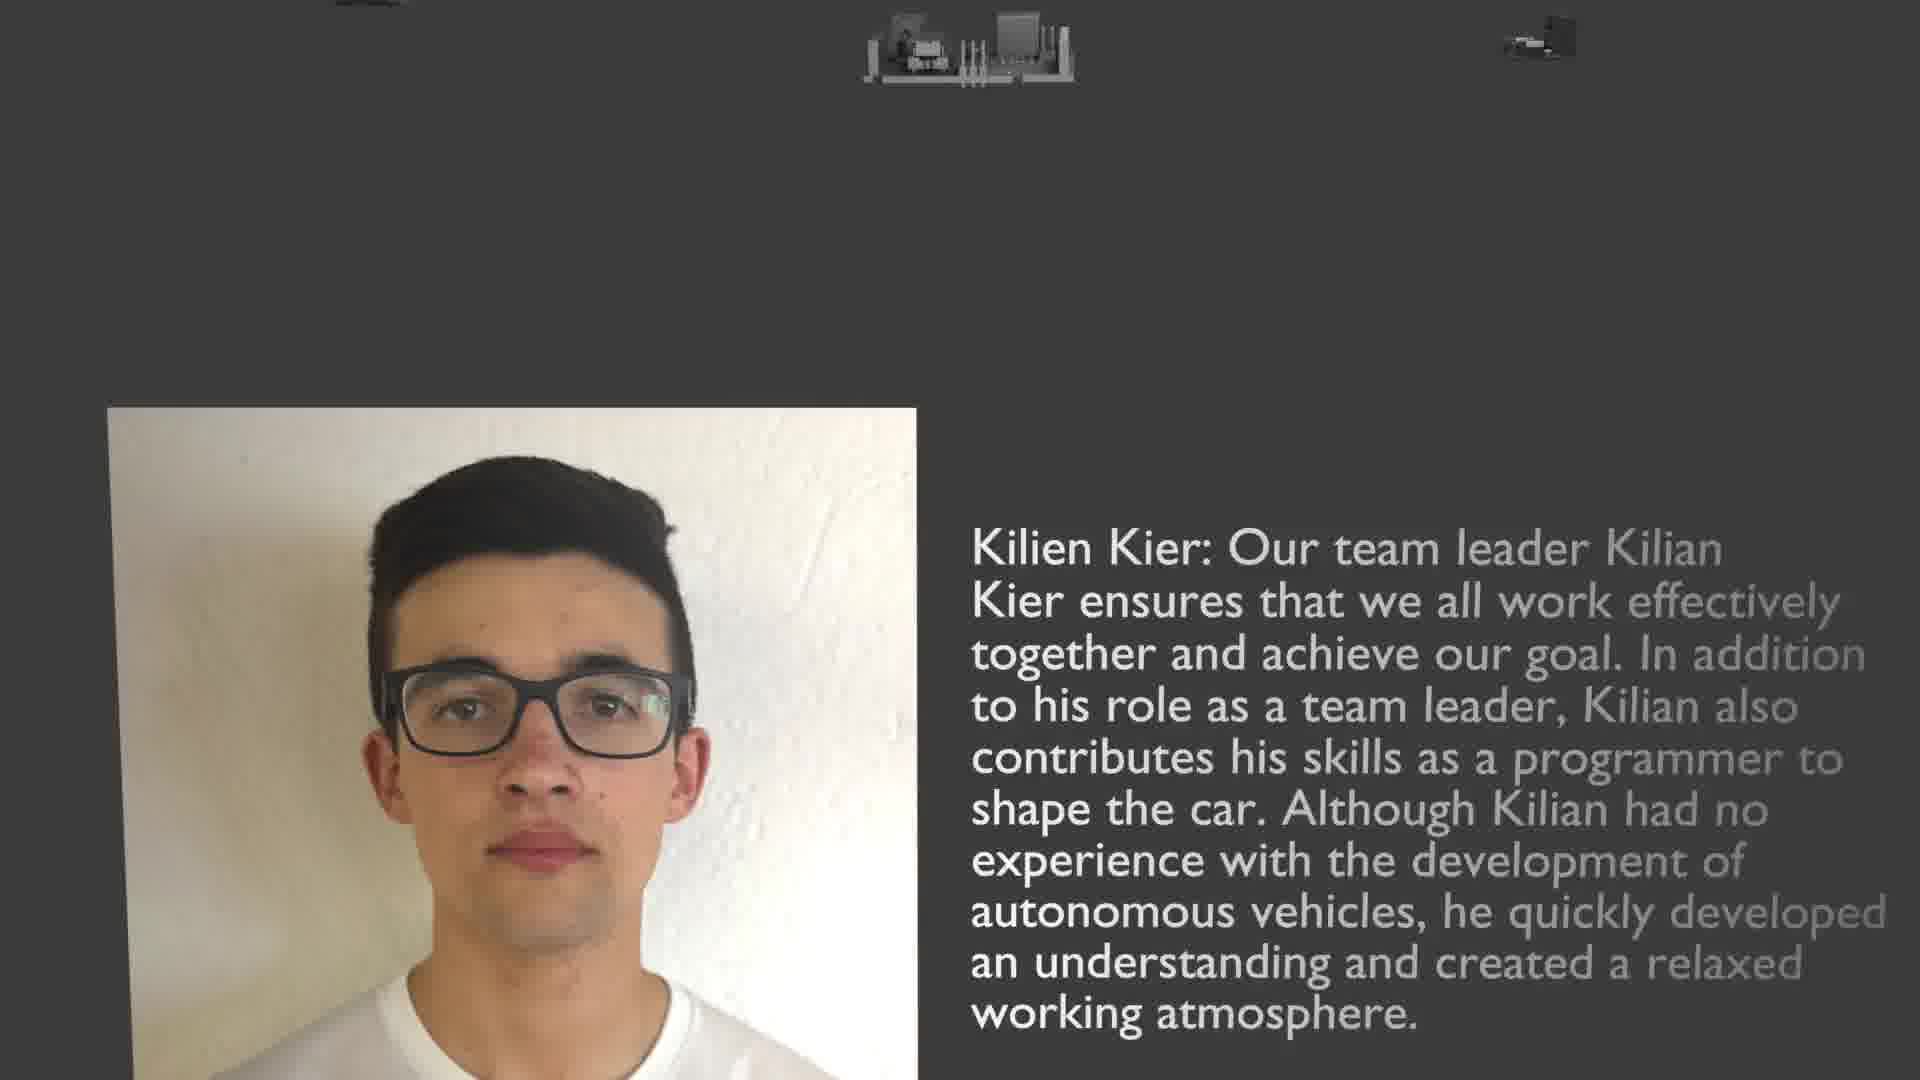 Kilien Kier: Our team leader Kilian
Kier ensures that we all work effectively
together and achieve our goal. In addition
to his role as a team leader, Kilian also
contributes his skills as a programmer to
shape the car. Although Kilian had no
experience with the development of
autonomous vehicles, he quickly developed
an understanding and created a relaxed
working atmosphere.